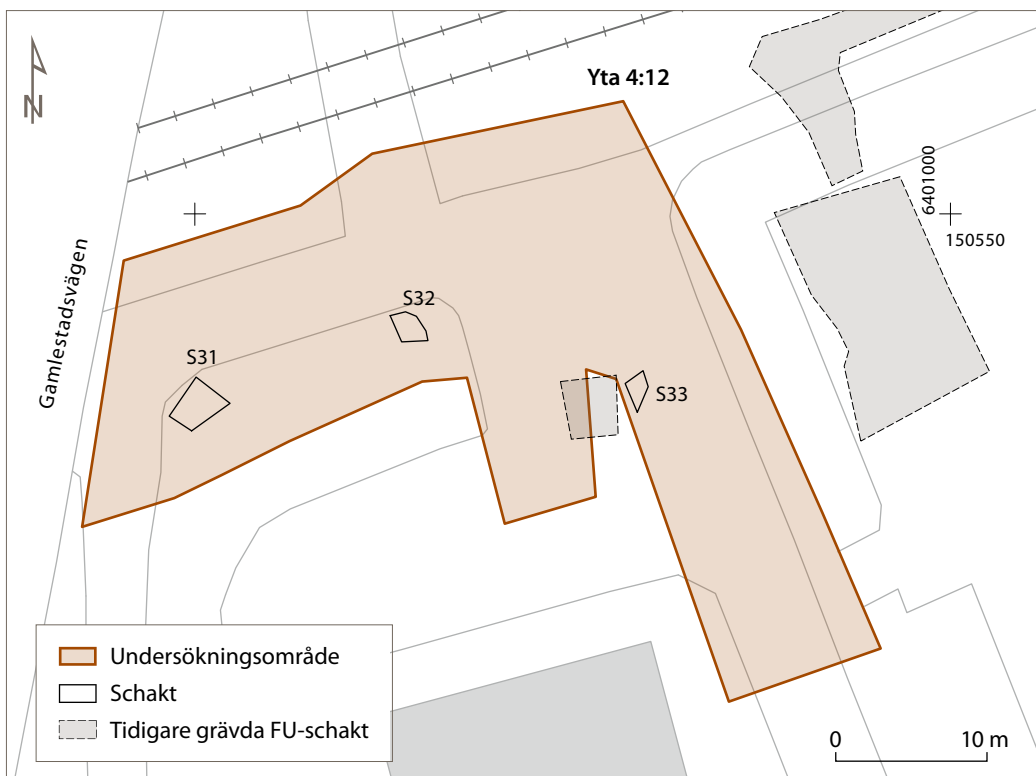 Yta 4:12
N
6401000
150550
Gamlestadsvägen
S32
S31
S33
Undersökningsområde
Schakt
Tidigare grävda FU-schakt
0 10 m